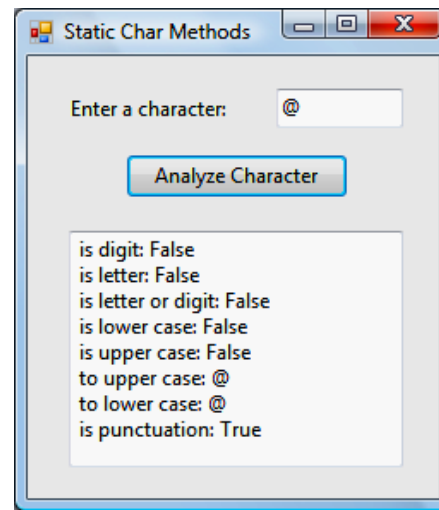 Static Char Methods
Enter a character: @
Analyze Character
is digit: False
is letter: False
is letter or digit: False
is lower case: False
is upper case: False
to upper case: @
to lower case: @
is punctuation: True